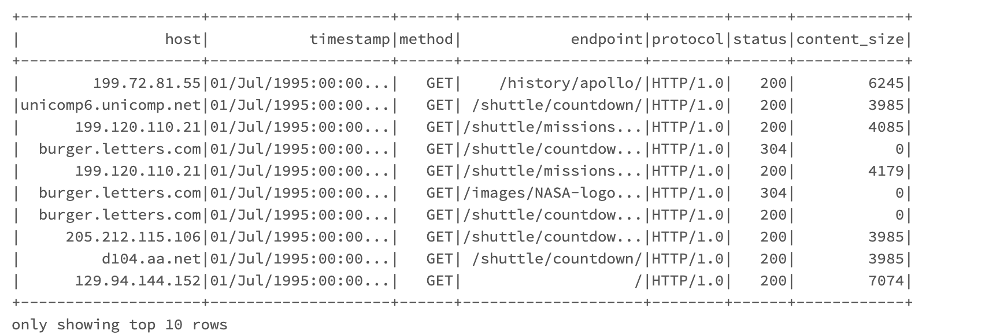 +--------------------+--------------------+------+--------------------+--------+------+------------+
|                host|           timestamp|method|            endpoint|protocol|status|content_size|
+--------------------+--------------------+------+--------------------+--------+------+------------+
|        199.72.81.55|01/Jul/1995:00:00...|   GET|    /history/apollo/|HTTP/1.0|   200|        6245|
|unicomp6.unicomp.net|01/Jul/1995:00:00...|   GET| /shuttle/countdown/|HTTP/1.0|   200|        3985|
|      199.120.110.21|01/Jul/1995:00:00...|   GET|/shuttle/missions...|HTTP/1.0|   200|        4085|
|  burger.letters.com|01/Jul/1995:00:00...|   GET|/shuttle/countdow...|HTTP/1.0|   304|           0|
|      199.120.110.21|01/Jul/1995:00:00...|   GET|/shuttle/missions...|HTTP/1.0|   200|        4179|
|  burger.letters.com|01/Jul/1995:00:00...|   GET|/images/NASA-logo...|HTTP/1.0|   304|           0|
|  burger.letters.com|01/Jul/1995:00:00...|   GET|/shuttle/countdow...|HTTP/1.0|   200|           0|
|     205.212.115.106|01/Jul/1995:00:00...|   GET|/shuttle/countdow...|HTTP/1.0|   200|        3985|
|         d104.aa.net|01/Jul/1995:00:00...|   GET| /shuttle/countdown/|HTTP/1.0|   200|        3985|
|      129.94.144.152|01/Jul/1995:00:00...|   GET|                   /|HTTP/1.0|   200|        7074|
+--------------------+--------------------+------+--------------------+--------+------+------------+
only showing top 10 rows